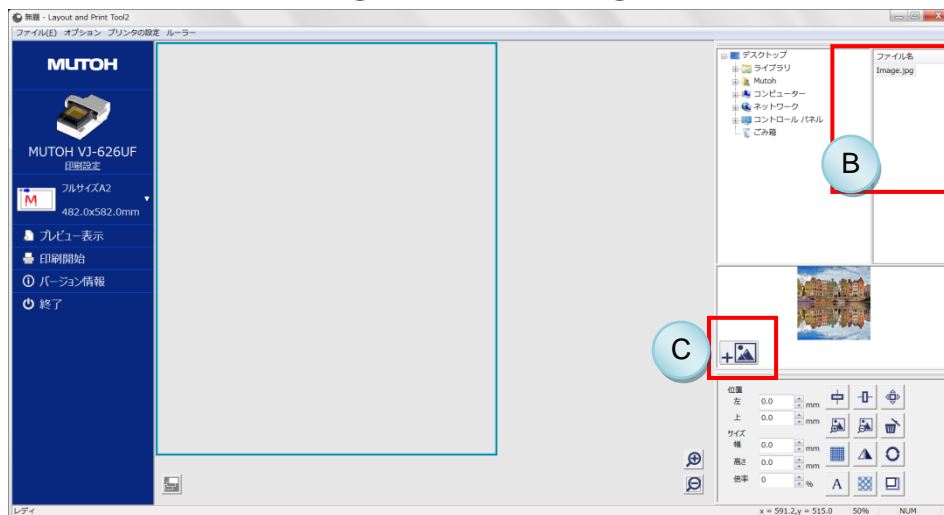 無題 - Layout and Print Tool2
ファイル(F) オプション プリンタの設定 ルーラー
MUTOH
MUTOH VJ-626UF
印刷設定
M
フルサイズA2
482.0x582.0mm
プレビュー表示
印刷開始
バージョン情報
終了
デスクトップ
ライブラリ
Mutoh
コンピューター
ネットワーク
コントロール パネル
ごみ箱
ファイル名
Image.jpg
B
C
位置
左 0.0 mm
上 0.0 mm
サイズ
幅 0.0 mm
高さ 0.0 mm
倍率 0 %
A
レディ
x = 591.2,y = 515.0 50% NUM